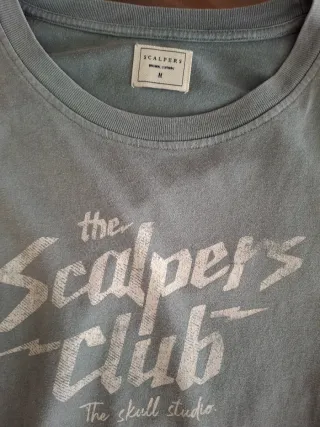 SCALPERS
M
the
Scalpers
Club
The skull studio.